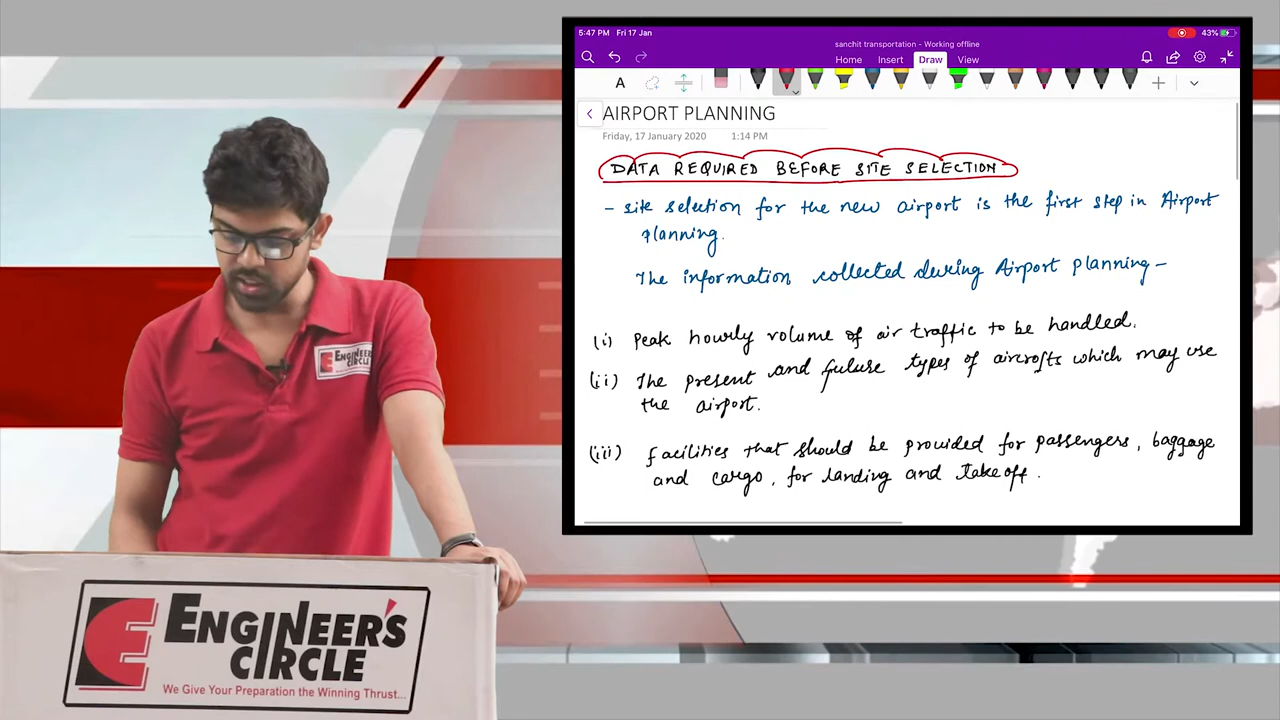 5:47 PM Fri 17 Jan
43%
sanchit transportation - Working offline
Home Insert Draw View
A
AIRPORT PLANNING
Friday, 17 January 2020 1:14 PM
DATA REQUIRED BEFORE SITE SELECTION
- Site selection for the new airport is the first step in Airport
planning.
The information collected during Airport planning -
(i) Peak hourly volume of air traffic to be handled.
(ii) The present and future types of aircrafts which may use
the airport.
(iii) facilities that should be provided for passengers, baggage
and cargo, for landing and take off.
ENGINEER'S
CIRCLE
ENGINEER'S
CIRCLE
We Give Your Preparation the Winning Thrust...